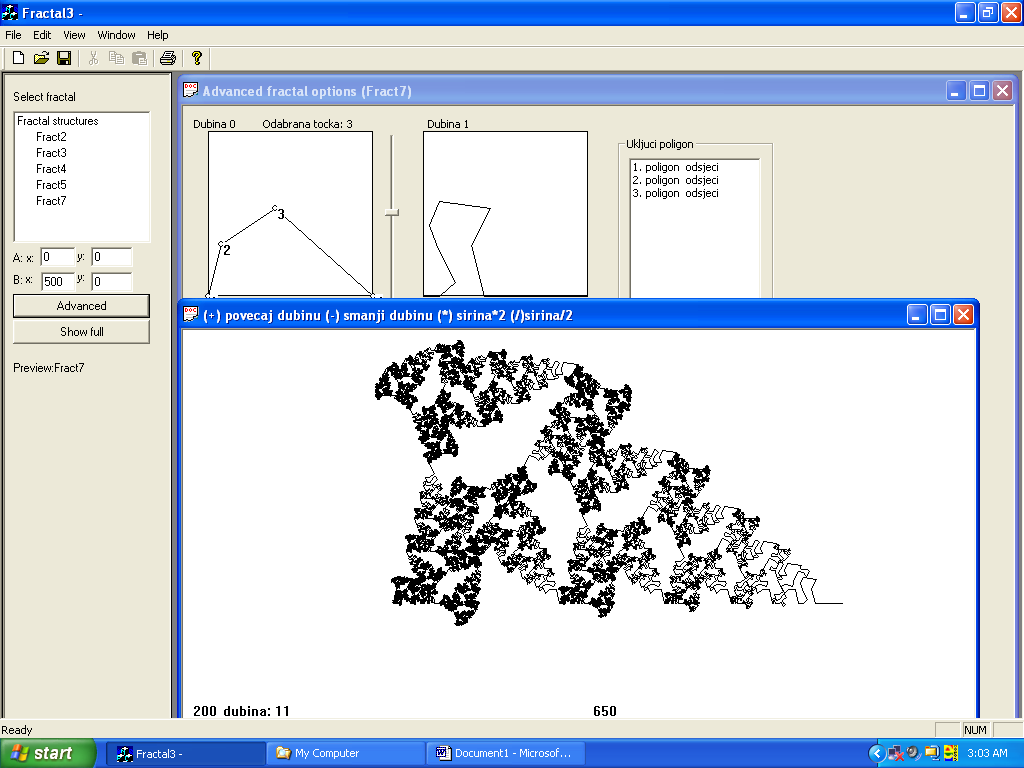 Fractal3 -
File Edit View Window Help
Select fractal
Fractal structures
Fract2
Fract3
Fract4
Fract5
Fract7
A: x: 0 y: 0
B: x: 500 y: 0
Advanced
Show full
Preview:Fract7
Advanced fractal options (Fract7)
Dubina 0 Odabrana tocka: 3 Dubina 1
2
3
Ukljuci poligon
1. poligon odsjeci
2. poligon odsjeci
3. poligon odsjeci
(+) povecaj dubinu (-) smanji dubinu (*) sirina*2 (/)sirina/2
200 dubina: 11 650
Ready NUM
start Fractal3 - My Computer Document1 - Microsof... 3:03 AM